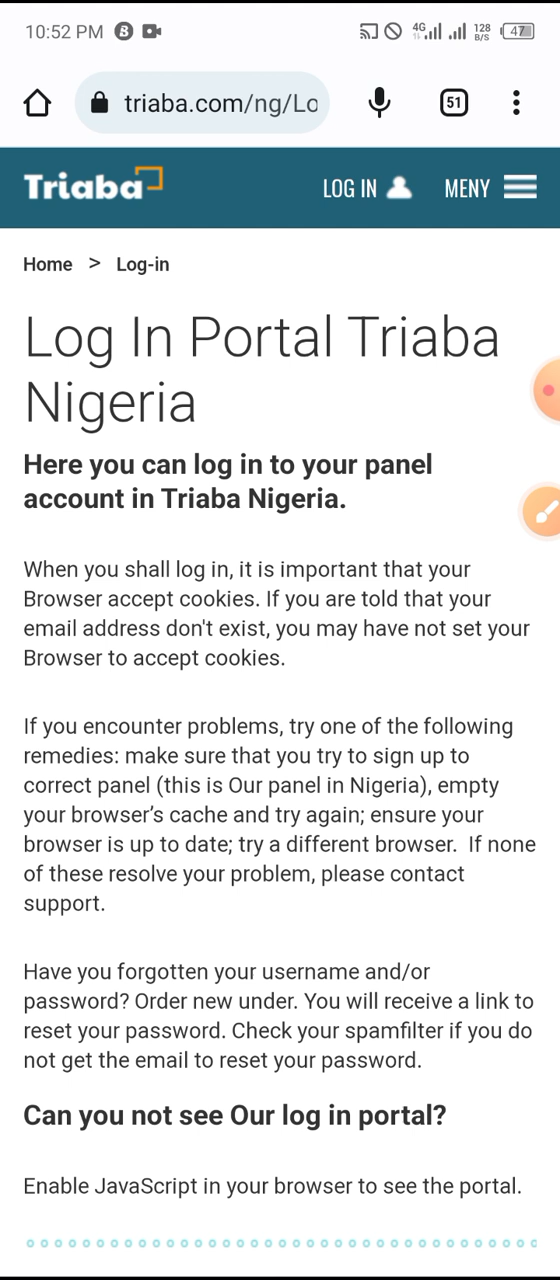 10:52 PM
4G
128
B/S
47
triaba.com/ng/Lo
51
Triaba
LOG IN
MENY
Home > Log-in
Log In Portal Triaba
Nigeria
Here you can log in to your panel
account in Triaba Nigeria.
When you shall log in, it is important that your
Browser accept cookies. If you are told that your
email address don't exist, you may have not set your
Browser to accept cookies.
If you encounter problems, try one of the following
remedies: make sure that you try to sign up to
correct panel (this is Our panel in Nigeria), empty
your browser’s cache and try again; ensure your
browser is up to date; try a different browser.  If none
of these resolve your problem, please contact
support.
Have you forgotten your username and/or
password? Order new under. You will receive a link to
reset your password. Check your spamfilter if you do
not get the email to reset your password.
Can you not see Our log in portal?
Enable JavaScript in your browser to see the portal.